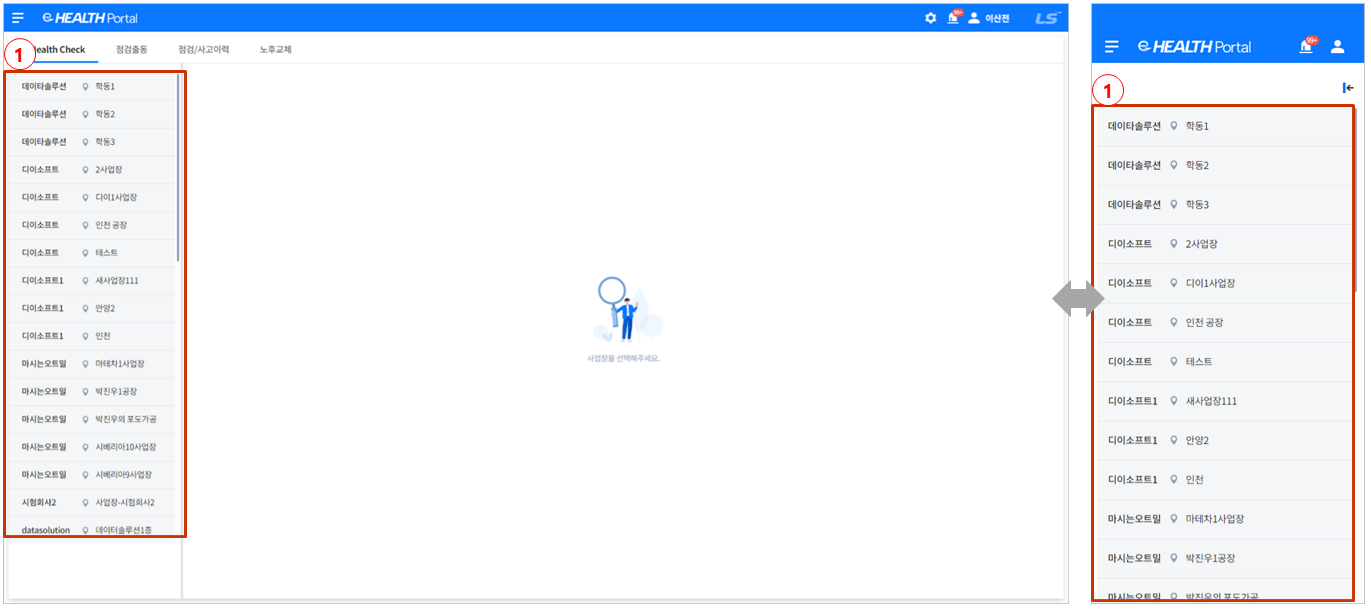 HEALTH Portal
99+ 이산전 LS
1
ealth Check 점검출동 점검/사고이력 노후교체
데이타솔루션 학동1
데이타솔루션 학동2
데이타솔루션 학동3
디이소프트 2사업장
디이소프트 디이1사업장
디이소프트 인천 공장
디이소프트 테스트
디이소프트1 새사업장111
디이소프트1 안양2
디이소프트1 인천
마시는오트밀 마테차1사업장
마시는오트밀 박진우1공장
마시는오트밀 박진우의 포도가공
마시는오트밀 시베리아10사업장
마시는오트밀 시베리아9사업장
시험회사2 사업장-시험회사2
datasolution 데이터솔루션1층
사업장을 선택해주세요.
HEALTH Portal
99+
1
데이타솔루션 학동1
데이타솔루션 학동2
데이타솔루션 학동3
디이소프트 2사업장
디이소프트 디이1사업장
디이소프트 인천 공장
디이소프트 테스트
디이소프트1 새사업장111
디이소프트1 안양2
디이소프트1 인천
마시는오트밀 마테차1사업장
마시는오트밀 박진우1공장
마시는오트밀 박진우의 포도가공